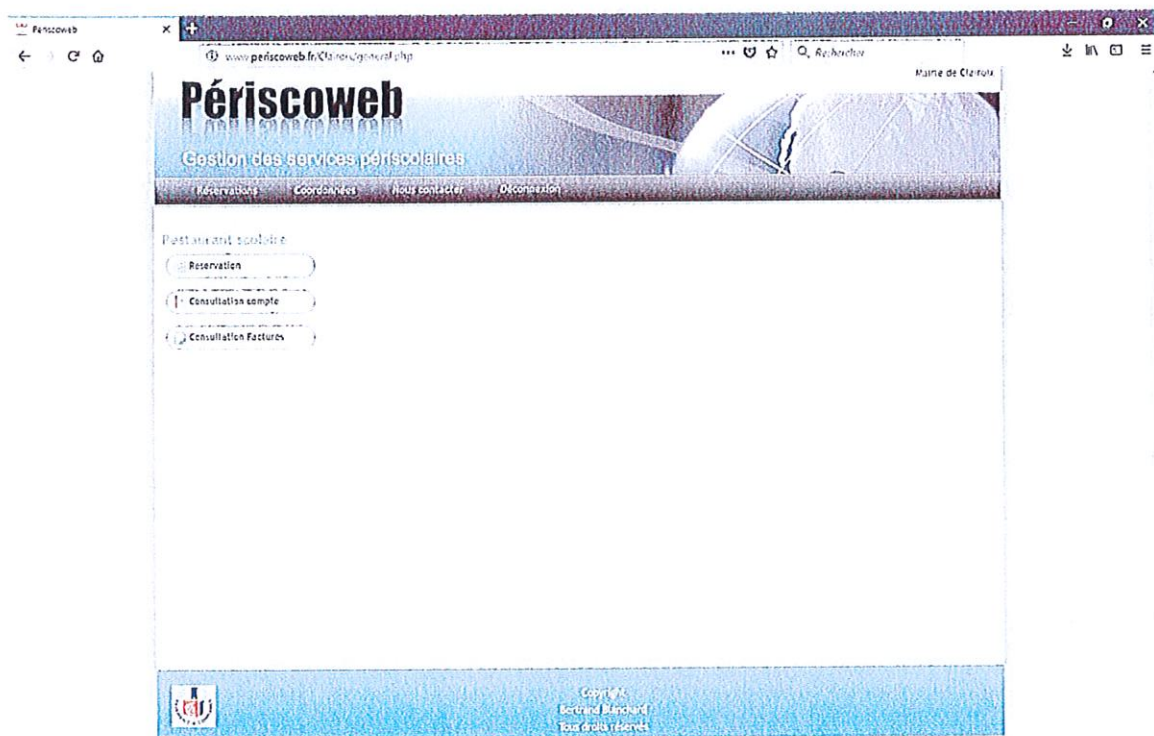 Periscoweb
www.periscoweb.fr/Clairoix/general.php
Rechercher
Mairie de Clairoix
Périscoweb
Gestion des services périscolaires
Réservations Coordonnées Nous contacter Déconnexion
Restaurant scolaire
Reservation
Consultation compte
Consultation Factures
Copyright
Bertrand Blanchard
Tous droits réservés